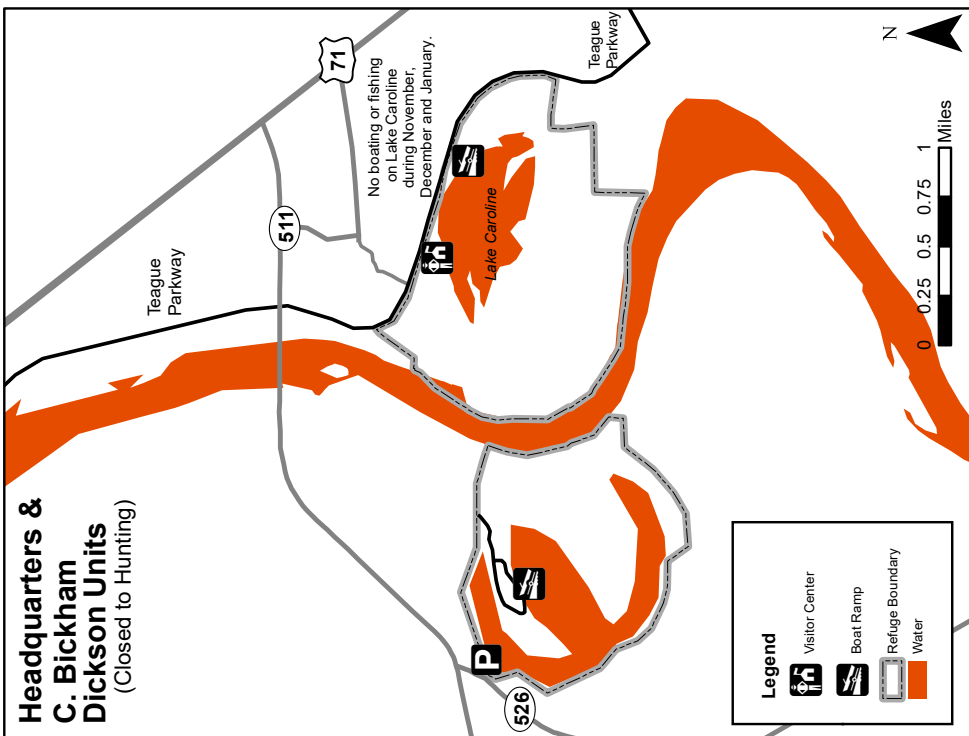 Headquarters &
C. Bickham
Dickson Units
(Closed to Hunting)
Teague
Parkway
511
71
No boating or fishing
on Lake Caroline
during November,
December and January.
Teague
Parkway
Lake Caroline
P
526
N
0 0.25 0.5 0.75 1
Miles
Legend
Visitor Center
Boat Ramp
Refuge Boundary
Water